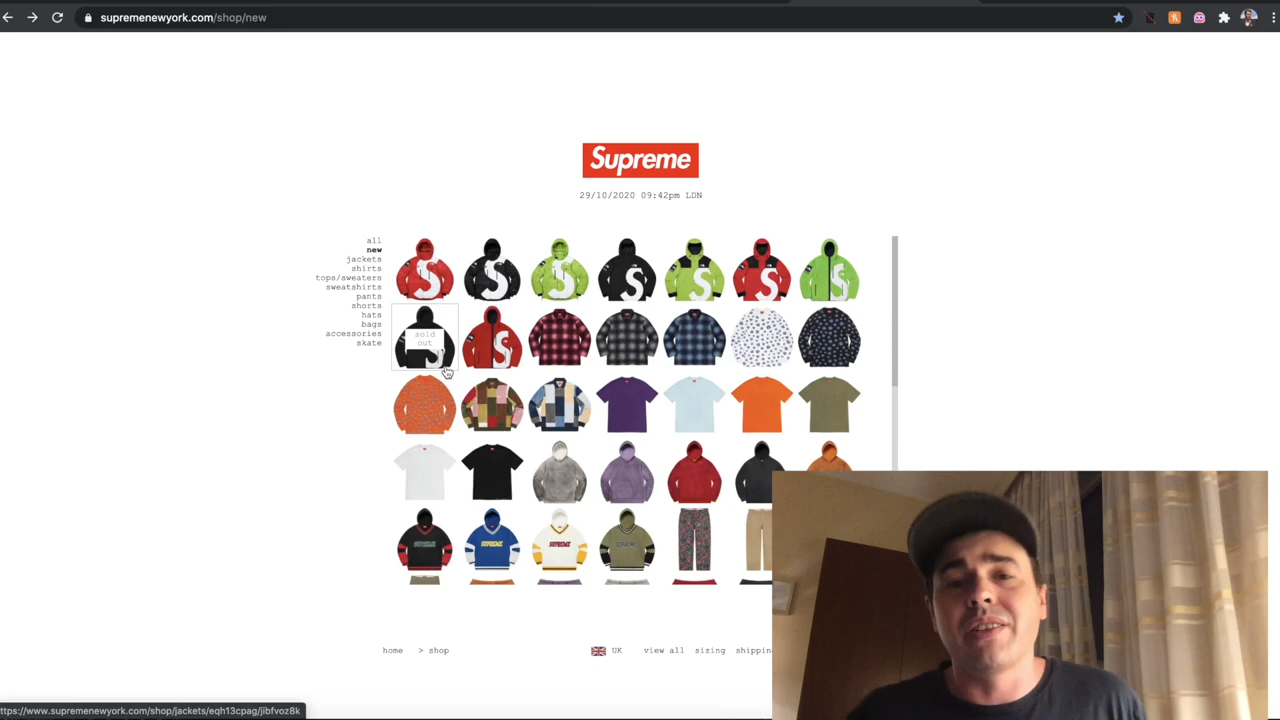 supremenewyork.com/shop/new
Supreme
29/10/2020 09:42pm LDN
all
new
jackets
shirts
tops/sweaters
sweatshirts
pants
shorts
hats
bags
accessories
skate
sold
out
home > shop
UK view all sizing shippin
https://www.supremenewyork.com/shop/jackets/eqh13cpag/jibfvoz8k